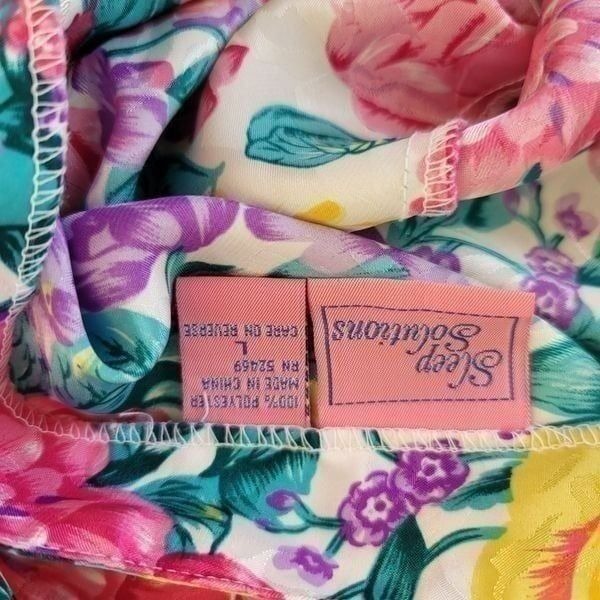 Sleep
Solutions
100% POLYESTER
MADE IN CHINA
RN 52469
L
CARE ON REVERSE